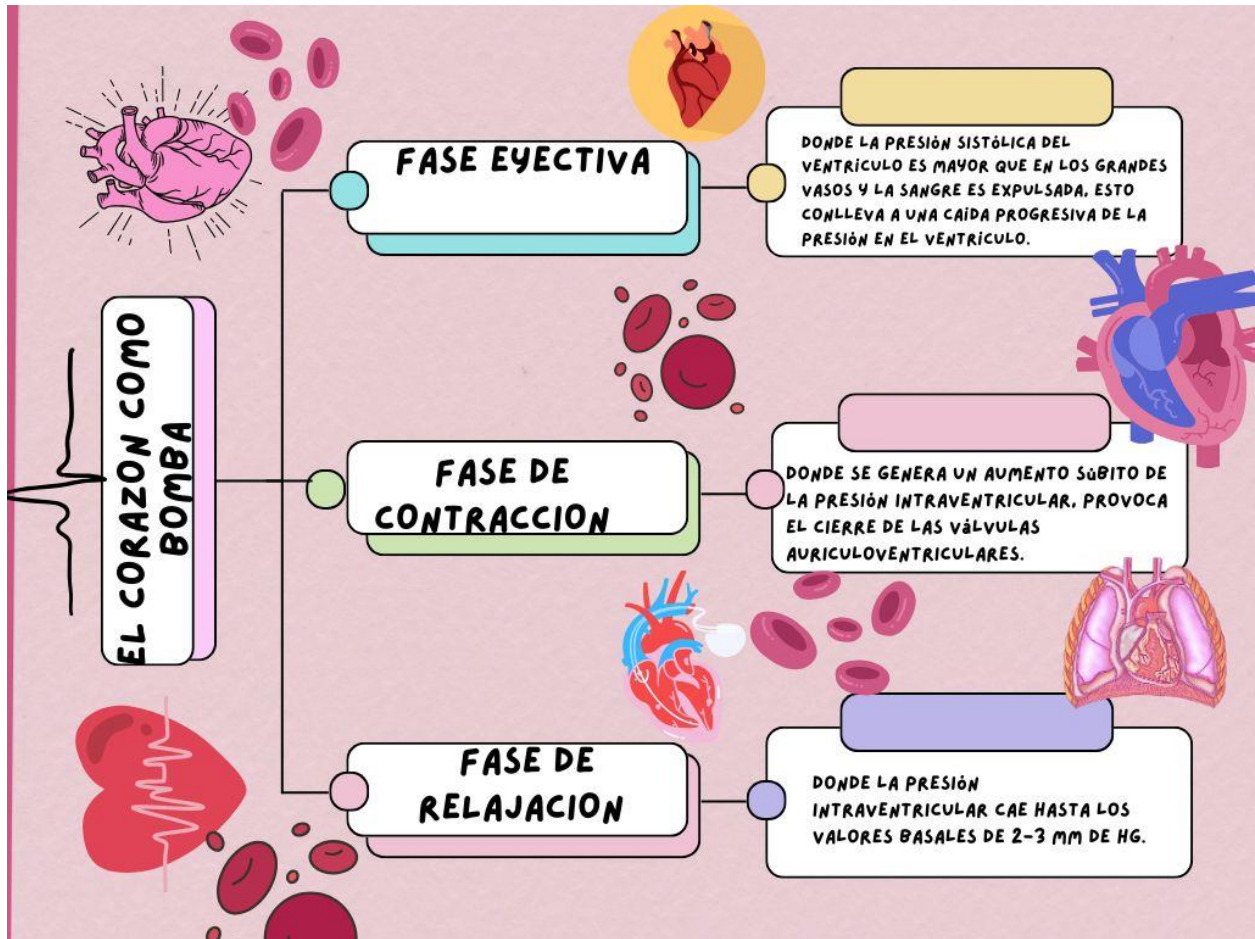 EL CORAZON COMO
BOMBA
FASE EYECTIVA
DONDE LA PRESIÓN SISTÓLICA DEL
VENTRÍCULO ES MAYOR QUE EN LOS GRANDES
VASOS Y LA SANGRE ES EXPULSADA, ESTO
CONLLEVA A UNA CAÍDA PROGRESIVA DE LA
PRESIÓN EN EL VENTRÍCULO.
FASE DE
CONTRACCION
DONDE SE GENERA UN AUMENTO SÚBITO DE
LA PRESIÓN INTRAVENTRICULAR, PROVOCA
EL CIERRE DE LAS VÁLVULAS
AURICULOVENTRICULARES.
FASE DE
RELAJACION
DONDE LA PRESIÓN
INTRAVENTRICULAR CAE HASTA LOS
VALORES BASALES DE 2-3 MM DE HG.